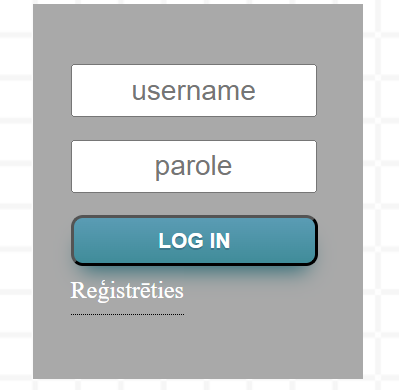 username
parole
LOG IN
Reģistrēties